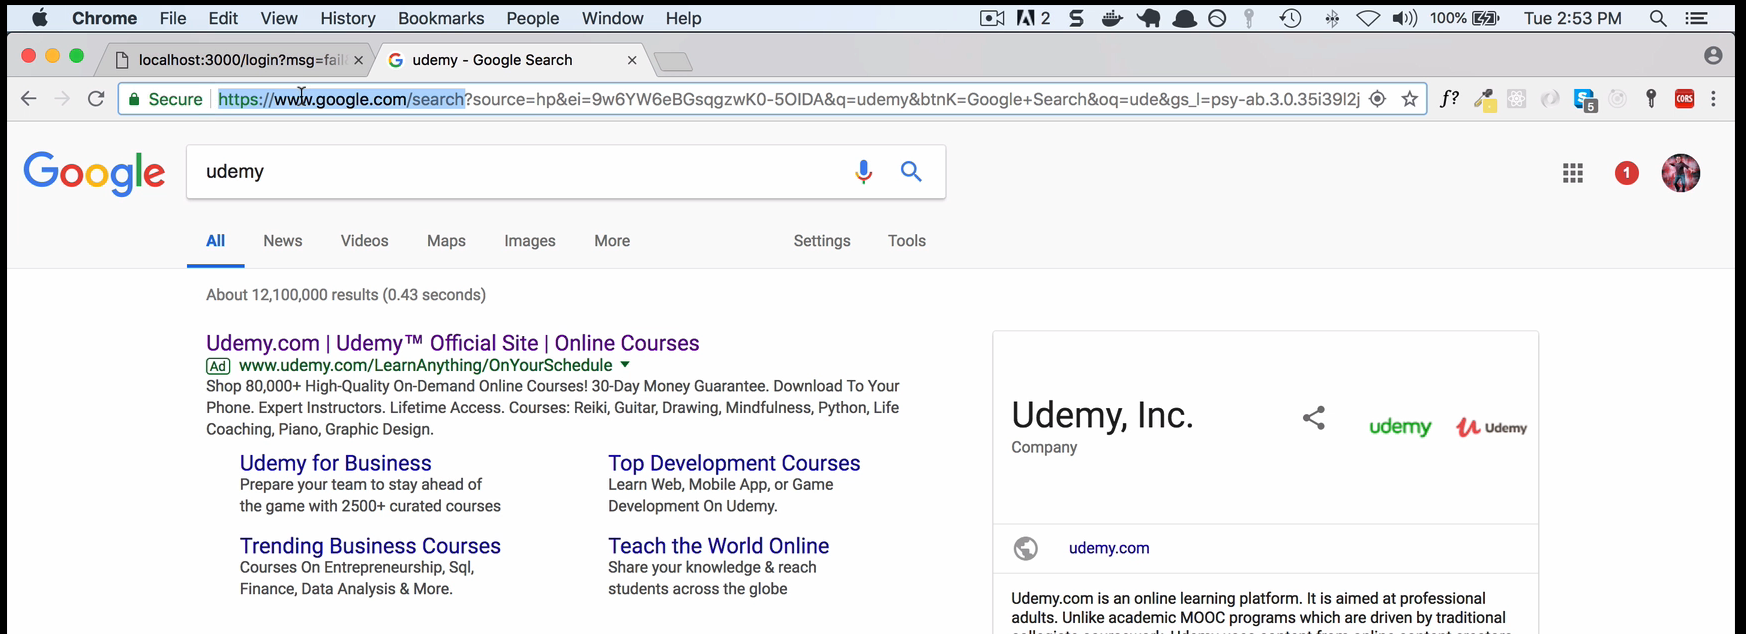 Chrome File Edit View History Bookmarks People Window Help 2 100% Tue 2:53 PM
localhost:3000/login?msg=fail
udemy - Google Search
Secure https://www.google.com/search?source=hp&ei=9w6YW6eBGsqgzwK0-5OIDA&q=udemy&btnK=Google+Search&oq=ude&gs_l=psy-ab.3.0.35i39l2j f? 5 CORS
Google udemy 1
All News Videos Maps Images More Settings Tools
About 12,100,000 results (0.43 seconds)
Udemy.com | Udemy™ Official Site | Online Courses
Ad www.udemy.com/LearnAnything/OnYourSchedule
Shop 80,000+ High-Quality On-Demand Online Courses! 30-Day Money Guarantee. Download To Your
Phone. Expert Instructors. Lifetime Access. Courses: Reiki, Guitar, Drawing, Mindfulness, Python, Life
Coaching, Piano, Graphic Design.
Udemy for Business
Prepare your team to stay ahead of
the game with 2500+ curated courses
Top Development Courses
Learn Web, Mobile App, or Game
Development On Udemy.
Trending Business Courses
Courses On Entrepreneurship, Sql,
Finance, Data Analysis & More.
Teach the World Online
Share your knowledge & reach
students across the globe
Udemy, Inc.
Company
udemy Udemy
udemy.com
Udemy.com is an online learning platform. It is aimed at professional
adults. Unlike academic MOOC programs which are driven by traditional